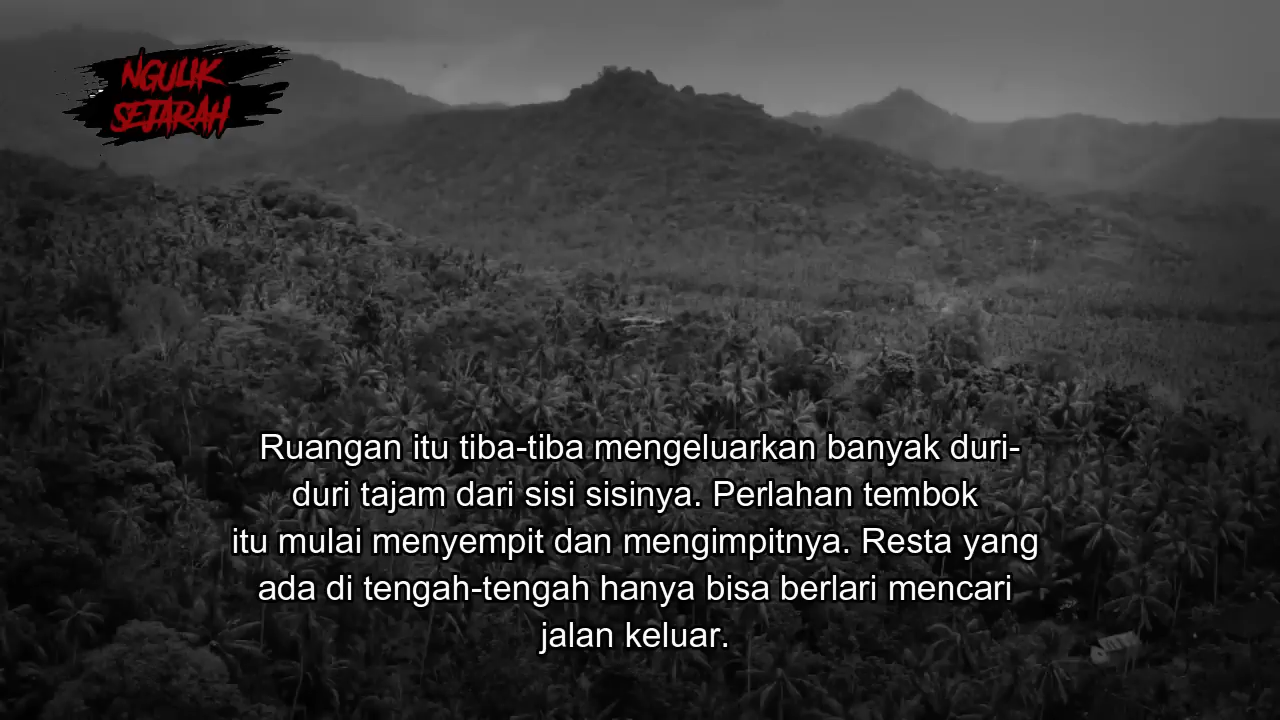 NGULIK
SEJARAH
Ruangan itu tiba-tiba mengeluarkan banyak duri-
duri tajam dari sisi sisinya. Perlahan tembok
itu mulai menyempit dan mengimpitnya. Resta yang
ada di tengah-tengah hanya bisa berlari mencari
jalan keluar.